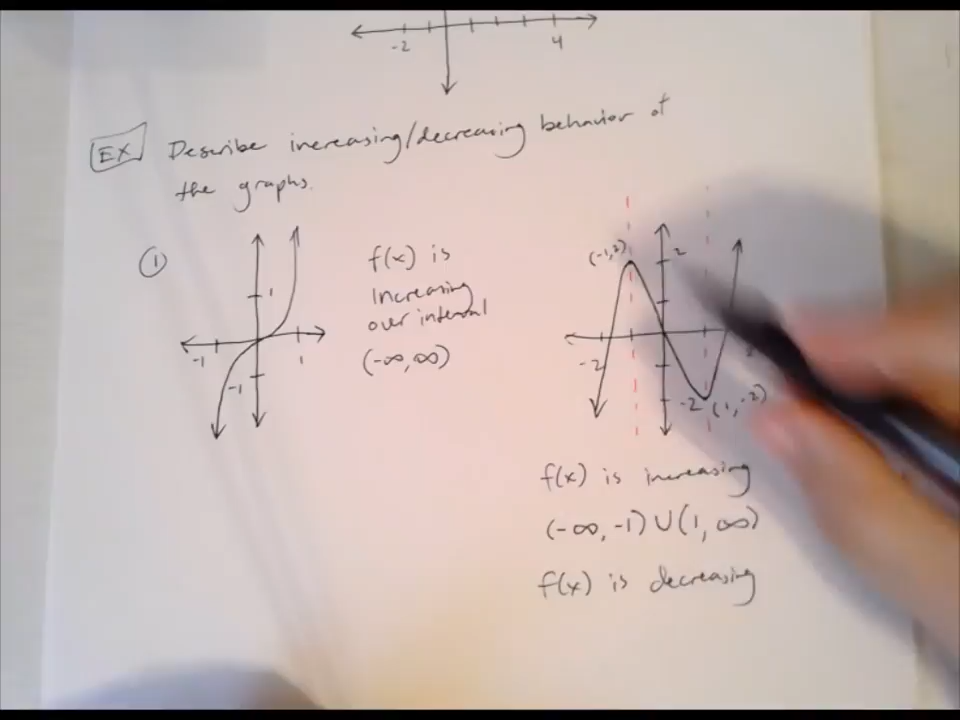 -2 4
EX Describe increasing/decreasing behavior of
the graphs.
1
1
-1 1
-1
f(x) is
Increasing
over interval
(-∞,∞)
(-1,2) 2
-2 2
-2 (1,-2)
f(x) is increasing
(-∞,-1)∪(1,∞)
f(x) is decreasing